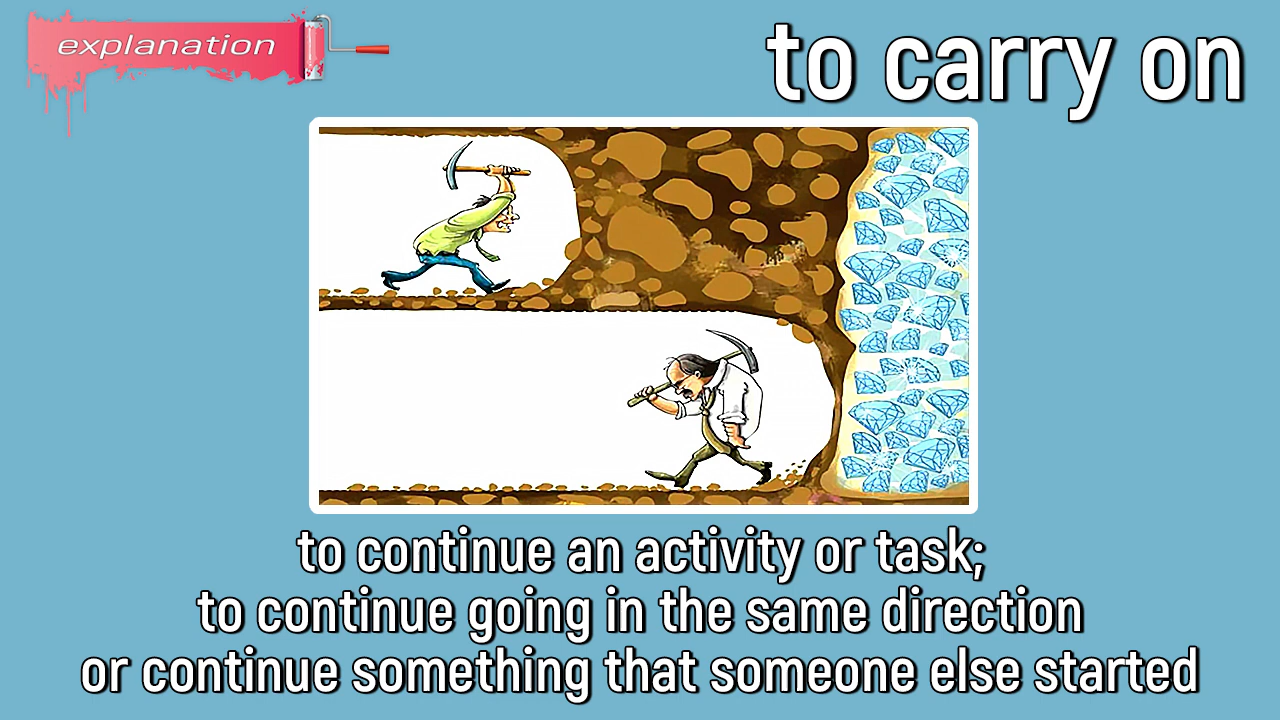 explanation
to carry on
to continue an activity or task;
to continue going in the same direction
or continue something that someone else started